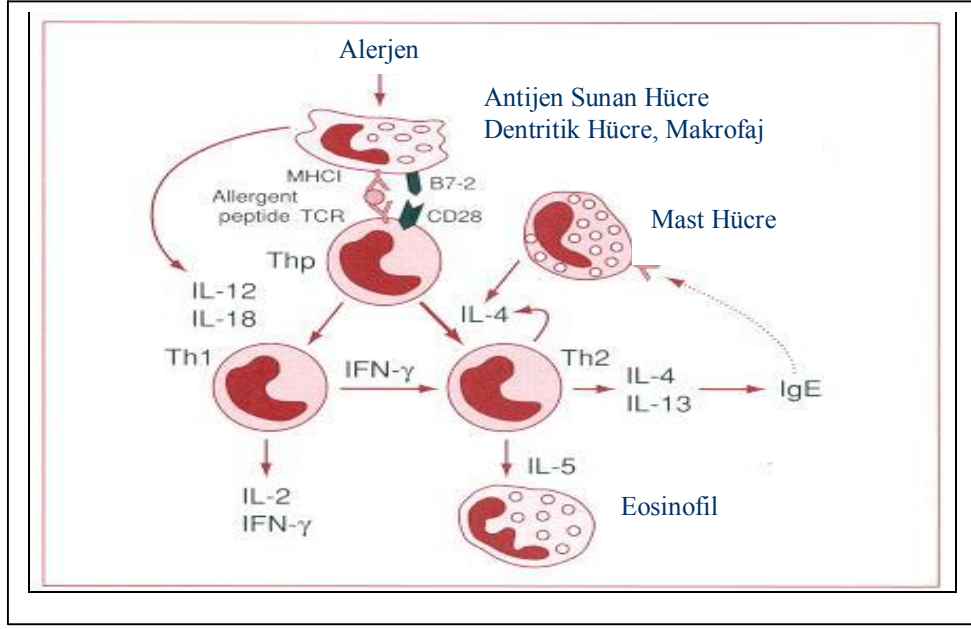 Alerjen
Antijen Sunan Hücre
Dentritik Hücre, Makrofaj
MHCI
B7-2
Allergent
peptide TCR
CD28
Mast Hücre
Thp
IL-12
IL-18
IL-4
Th1
IFN-γ
Th2
IL-4
IL-13
IgE
IL-5
IL-2
IFN-γ
Eosinofil